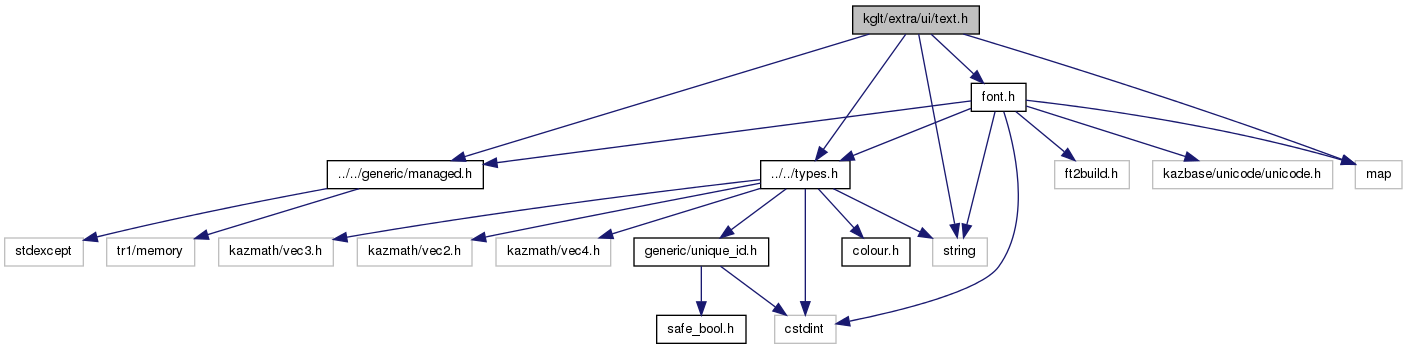 kglt/extra/ui/text.h
font.h
../../generic/managed.h
../../types.h
ft2build.h
kazbase/unicode/unicode.h
map
stdexcept
tr1/memory
kazmath/vec3.h
kazmath/vec2.h
kazmath/vec4.h
generic/unique_id.h
colour.h
string
safe_bool.h
cstdint